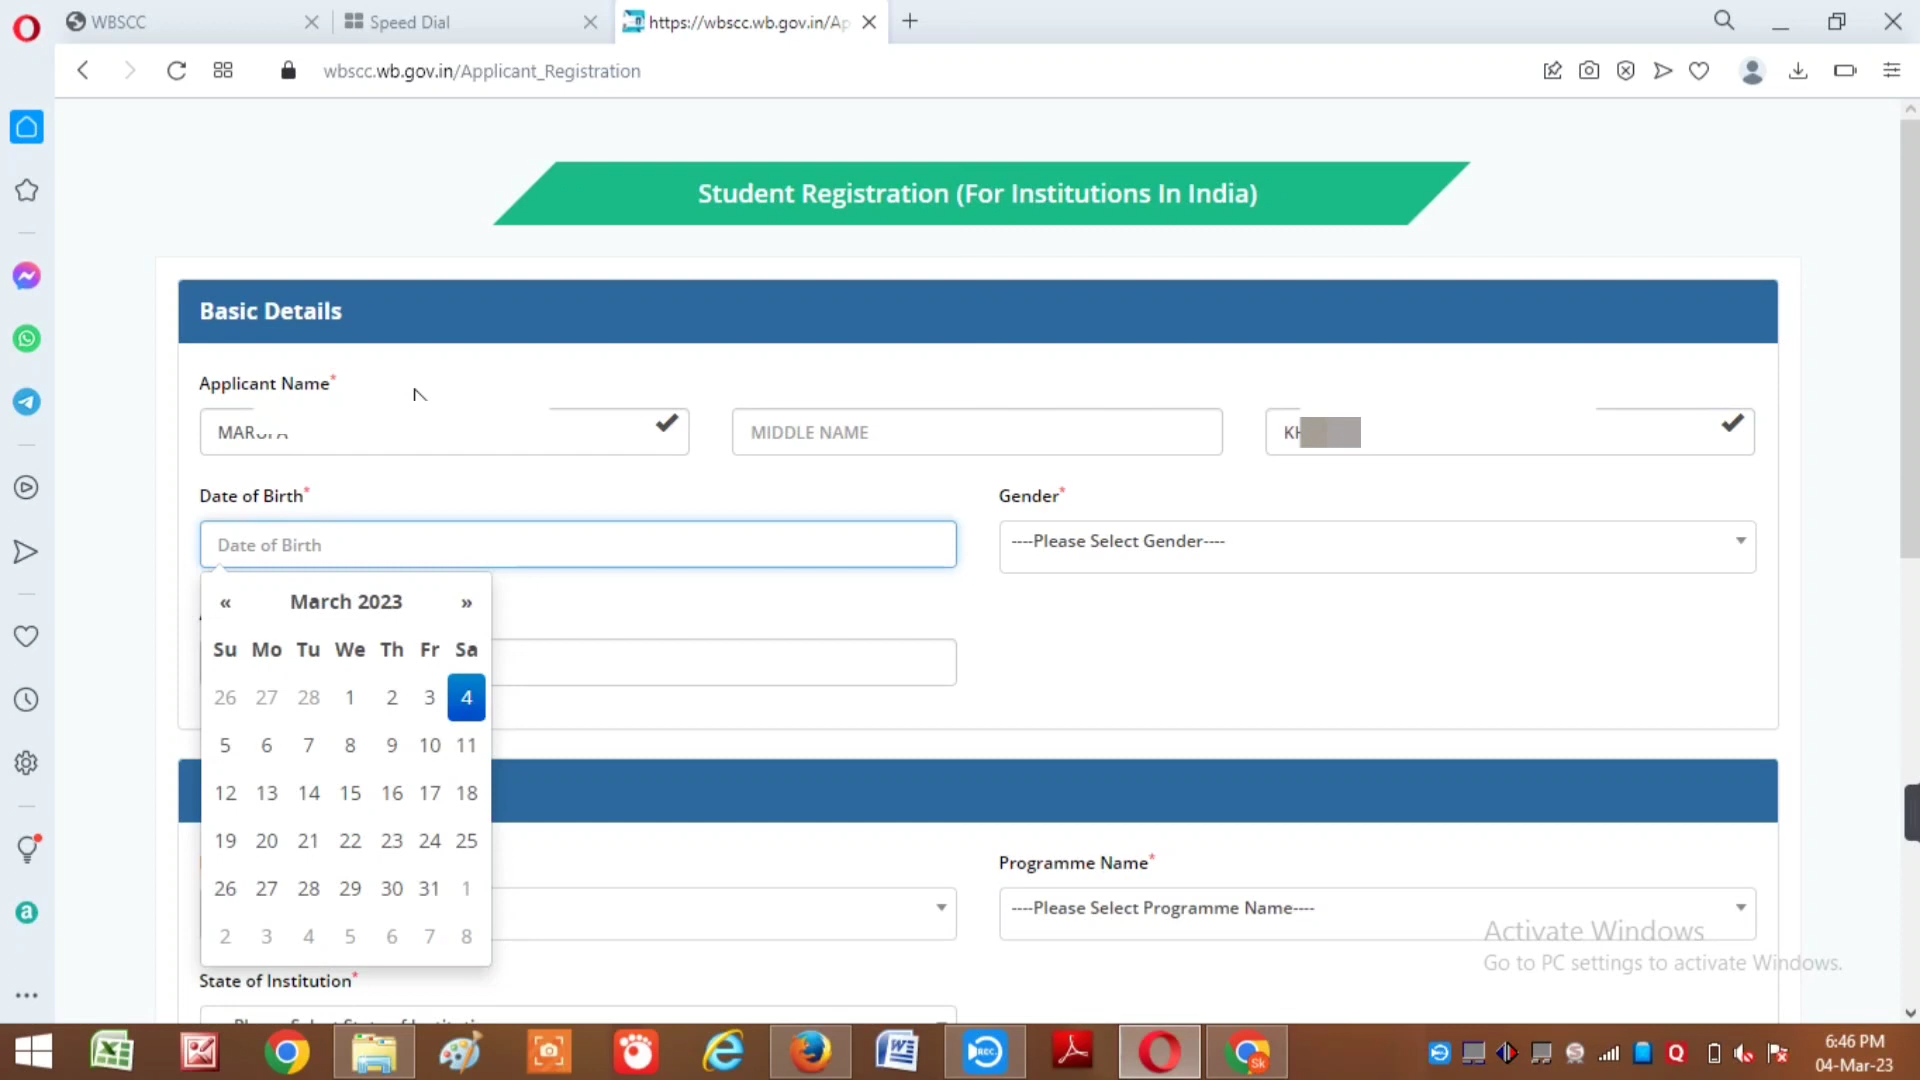 WBSCC
Speed Dial
https://wbscc.wb.gov.in/Ap
wbscc.wb.gov.in/Applicant_Registration
Student Registration (For Institutions In India)
Basic Details
Applicant Name*
MIDDLE NAME
Date of Birth*
Gender*
Date of Birth
----Please Select Gender----
« March 2023 »
Su Mo Tu We Th Fr Sa
26 27 28 1 2 3 4
5 6 7 8 9 10 11
12 13 14 15 16 17 18
19 20 21 22 23 24 25
26 27 28 29 30 31 1
2 3 4 5 6 7 8
Programme Name*
----Please Select Programme Name----
State of Institution*
Activate Windows
Go to PC settings to activate Windows.
REC
Sk
6:46 PM
04-Mar-23